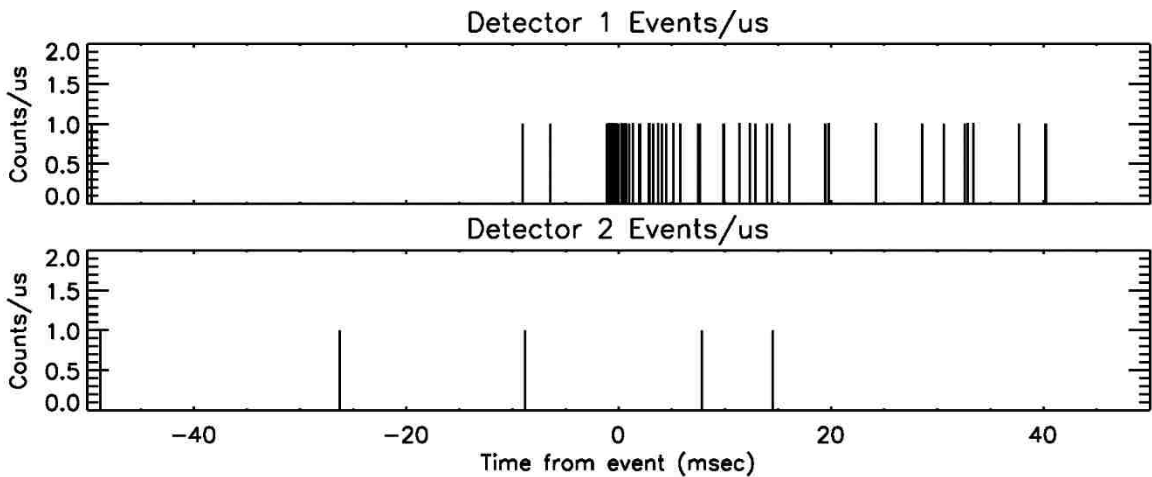 Detector 1 Events/us
2.0
1.5
1.0
0.5
0.0
Counts/us
Detector 2 Events/us
2.0
1.5
1.0
0.5
0.0
Counts/us
-40 -20 0 20 40
Time from event (msec)